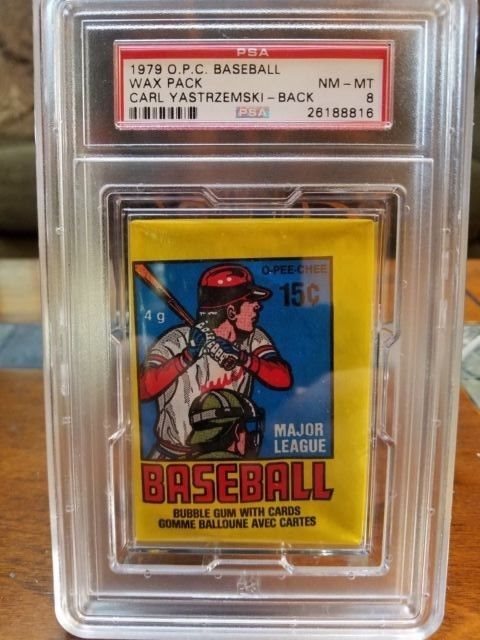 PSA
1979 O.P.C. BASEBALL
WAX PACK NM-MT
CARL YASTRZEMSKI-BACK 8
PSA 26188816
O-PEE-CHEE
15¢
4 g
MAJOR
LEAGUE
BASEBALL
BUBBLE GUM WITH CARDS
GOMME BALLOUNE AVEC CARTES